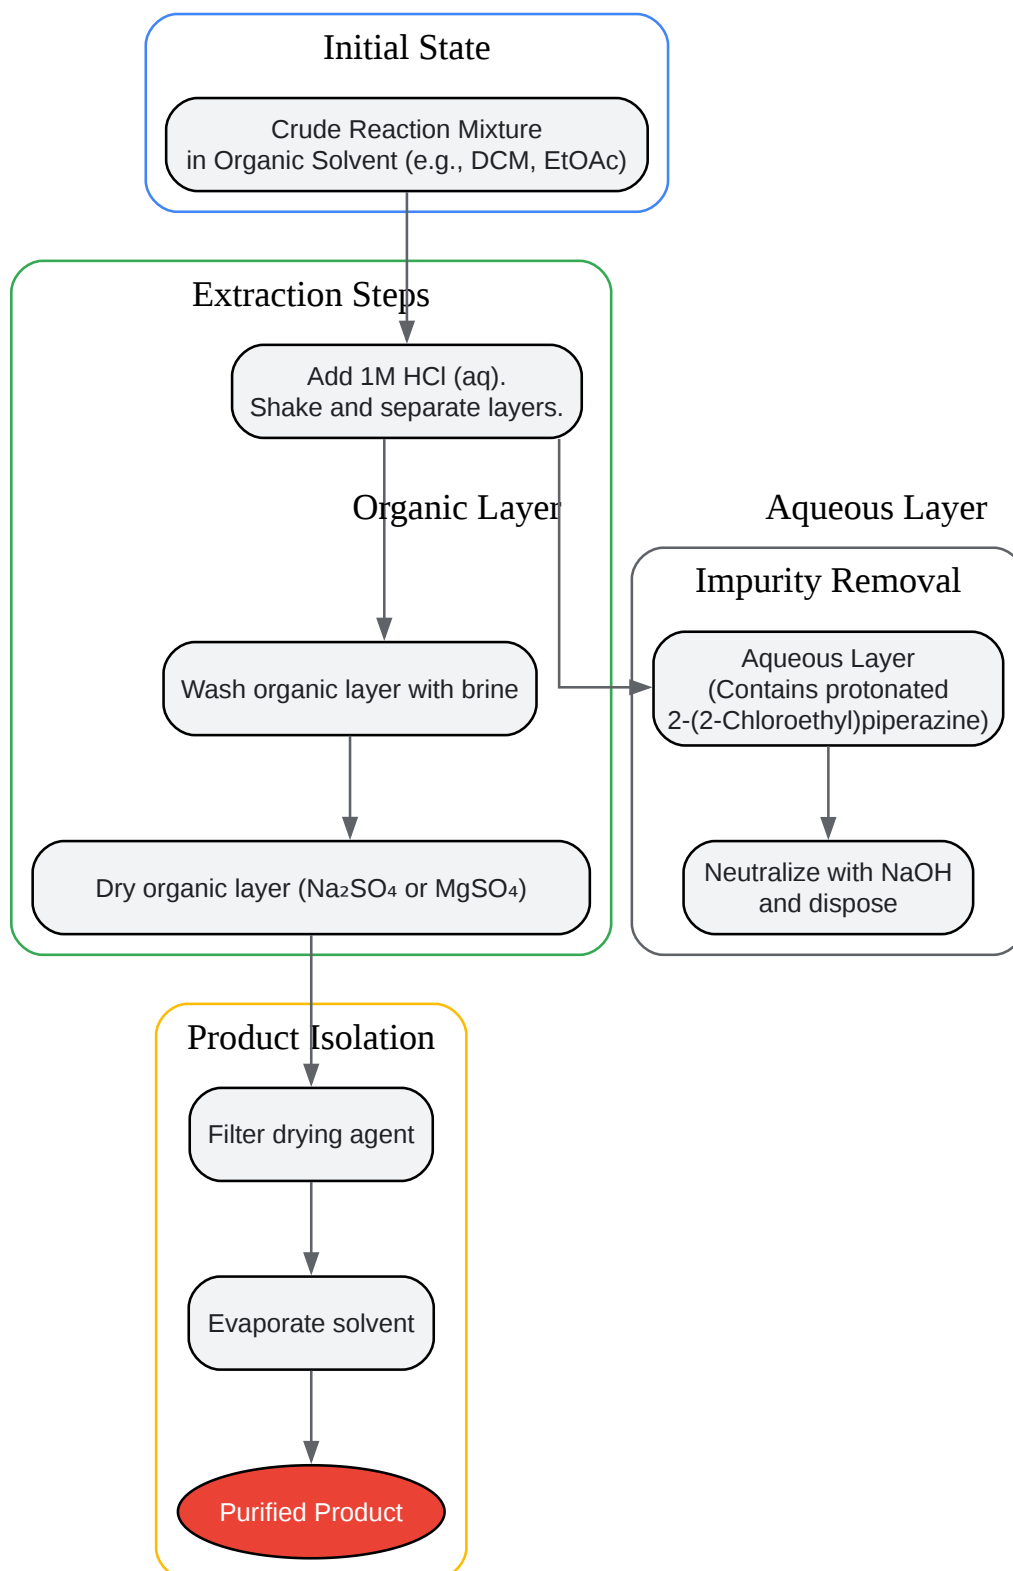 Initial State
Crude Reaction Mixture
in Organic Solvent (e.g., DCM, EtOAc)
Extraction Steps
Add 1M HCl (aq).
Shake and separate layers.
Organic Layer
Aqueous Layer
Impurity Removal
Wash organic layer with brine
Aqueous Layer
(Contains protonated
2-(2-Chloroethyl)piperazine)
Dry organic layer (Na₂SO₄ or MgSO₄)
Neutralize with NaOH
and dispose
Product Isolation
Filter drying agent
Evaporate solvent
Purified Product